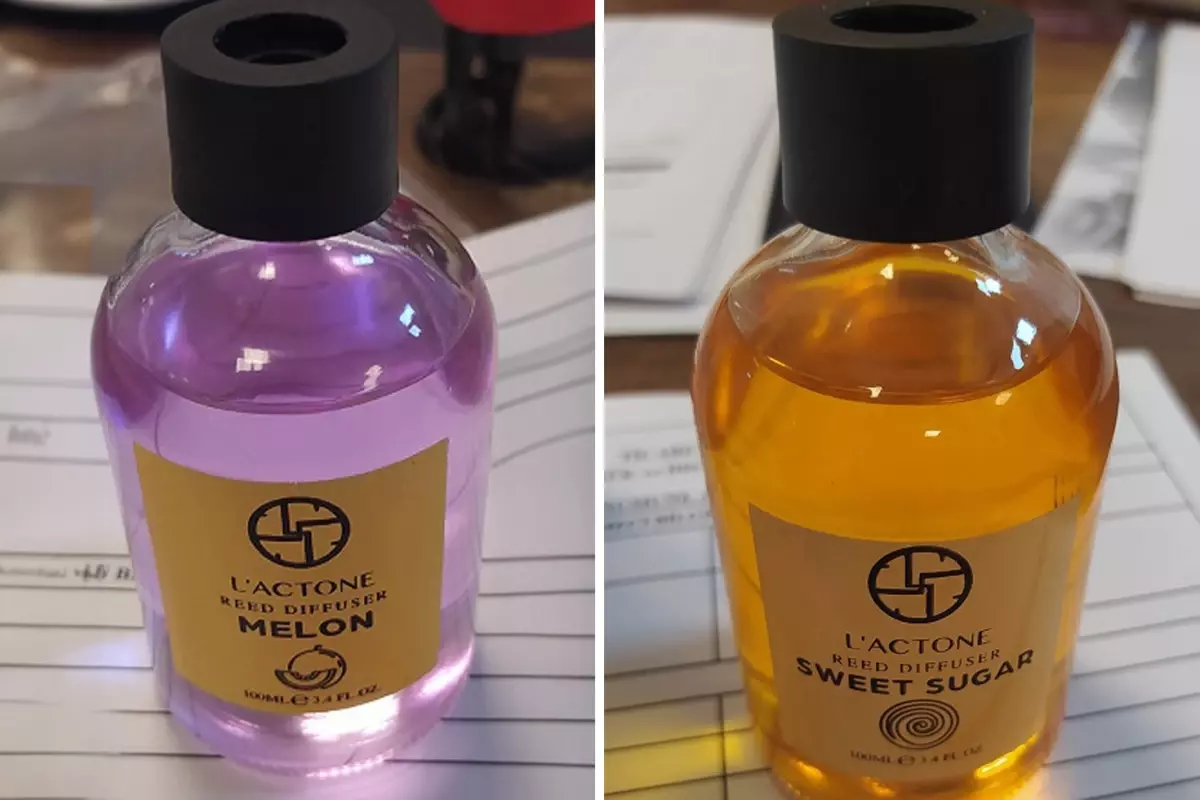 L'ACTONE
REED DIFFUSER
MELON
100ML ℮ 3.4 FL. OZ.
L'ACTONE
REED DIFFUSER
SWEET SUGAR
100ML ℮ 3.4 FL. OZ.